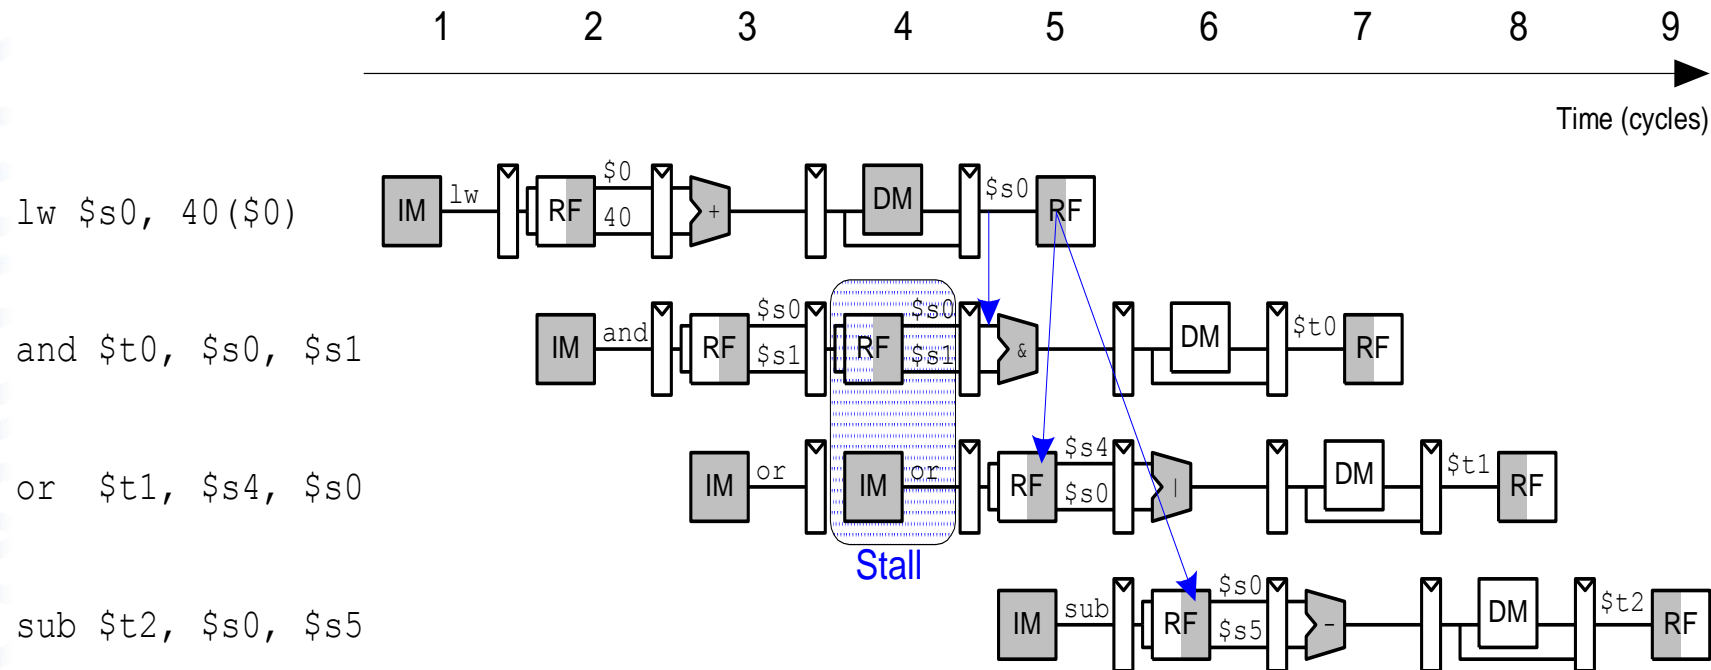 1 2 3 4 5 6 7 8 9
Time (cycles)
lw $s0, 40($0) IM lw RF $0 40 + DM $s0 RF
and $t0, $s0, $s1 IM and RF $s0 $s1 RF $s0 $s1 & DM $t0 RF
or $t1, $s4, $s0 IM or IM or RF $s4 $s0 | DM $t1 RF
Stall
sub $t2, $s0, $s5 IM sub RF $s0 $s5 - DM $t2 RF